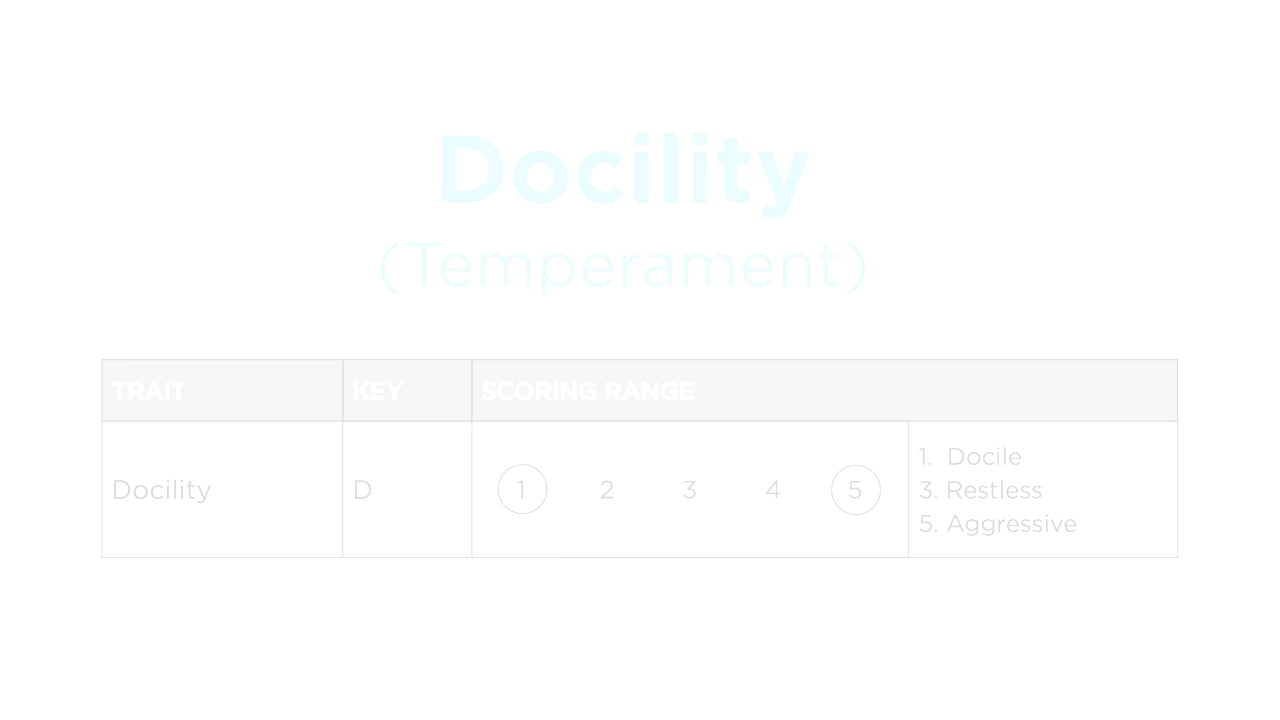 Docility
(Temperament)
TRAIT KEY SCORING RANGE
Docility D 1 2 3 4 5
1. Docile
3. Restless
5. Aggressive